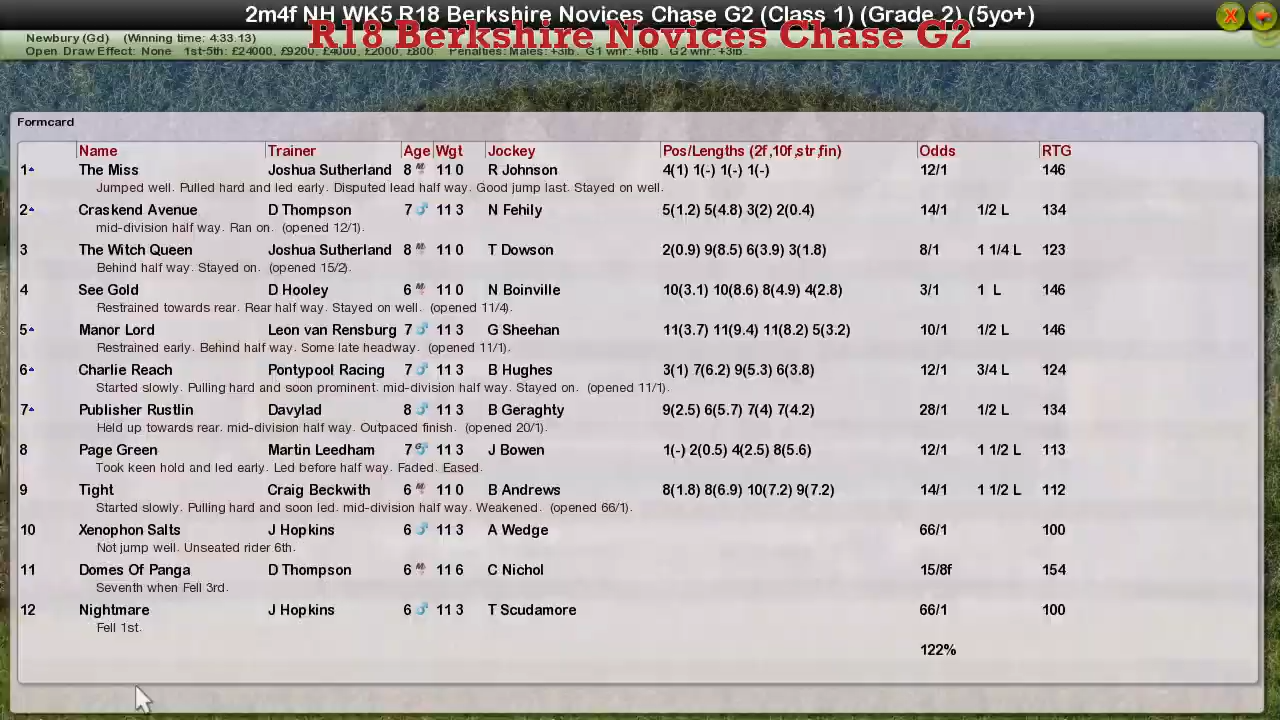 2m4f NH WK5 R18 Berkshire Novices Chase G2 (Class 1) (Grade 2) (5yo+)
R18 Berkshire Novices Chase G2
Newbury (Gd) (Winning time: 4:33.13)
Open Draw Effect: None 1st-5th: £24000, £9200, £4000, £2000, £800. Penalties: Males: +3lb. G1 wnr: +6lb. G2 wnr: +3lb.
Formcard
Name Trainer Age Wgt Jockey Pos/Lengths (2f,10f,str,fin) Odds RTG
1 The Miss Joshua Sutherland 8 11 0 R Johnson 4(1) 1(-) 1(-) 1(-) 12/1 146
Jumped well. Pulled hard and led early. Disputed lead half way. Good jump last. Stayed on well.
2 Craskend Avenue D Thompson 7 11 3 N Fehily 5(1.2) 5(4.8) 3(2) 2(0.4) 14/1 1/2 L 134
mid-division half way. Ran on. (opened 12/1).
3 The Witch Queen Joshua Sutherland 8 11 0 T Dowson 2(0.9) 9(8.5) 6(3.9) 3(1.8) 8/1 1 1/4 L 123
Behind half way. Stayed on. (opened 15/2).
4 See Gold D Hooley 6 11 0 N Boinville 10(3.1) 10(8.6) 8(4.9) 4(2.8) 3/1 1 L 146
Restrained towards rear. Rear half way. Stayed on well. (opened 11/4).
5 Manor Lord Leon van Rensburg 7 11 3 G Sheehan 11(3.7) 11(9.4) 11(8.2) 5(3.2) 10/1 1/2 L 146
Restrained early. Behind half way. Some late headway. (opened 11/1).
6 Charlie Reach Pontypool Racing 7 11 3 B Hughes 3(1) 7(6.2) 9(5.3) 6(3.8) 12/1 3/4 L 124
Started slowly. Pulling hard and soon prominent. mid-division half way. Stayed on. (opened 11/1).
7 Publisher Rustlin Davylad 8 11 3 B Geraghty 9(2.5) 6(5.7) 7(4) 7(4.2) 28/1 1/2 L 134
Held up towards rear. mid-division half way. Outpaced finish. (opened 20/1).
8 Page Green Martin Leedham 7 11 3 J Bowen 1(-) 2(0.5) 4(2.5) 8(5.6) 12/1 1 1/2 L 113
Took keen hold and led early. Led before half way. Faded. Eased.
9 Tight Craig Beckwith 6 11 0 B Andrews 8(1.8) 8(6.9) 10(7.2) 9(7.2) 14/1 1 1/2 L 112
Started slowly. Pulling hard and soon led. mid-division half way. Weakened. (opened 66/1).
10 Xenophon Salts J Hopkins 6 11 3 A Wedge 66/1 100
Not jump well. Unseated rider 6th.
11 Domes Of Panga D Thompson 6 11 6 C Nichol 15/8f 154
Seventh when Fell 3rd.
12 Nightmare J Hopkins 6 11 3 T Scudamore 66/1 100
Fell 1st.
122%